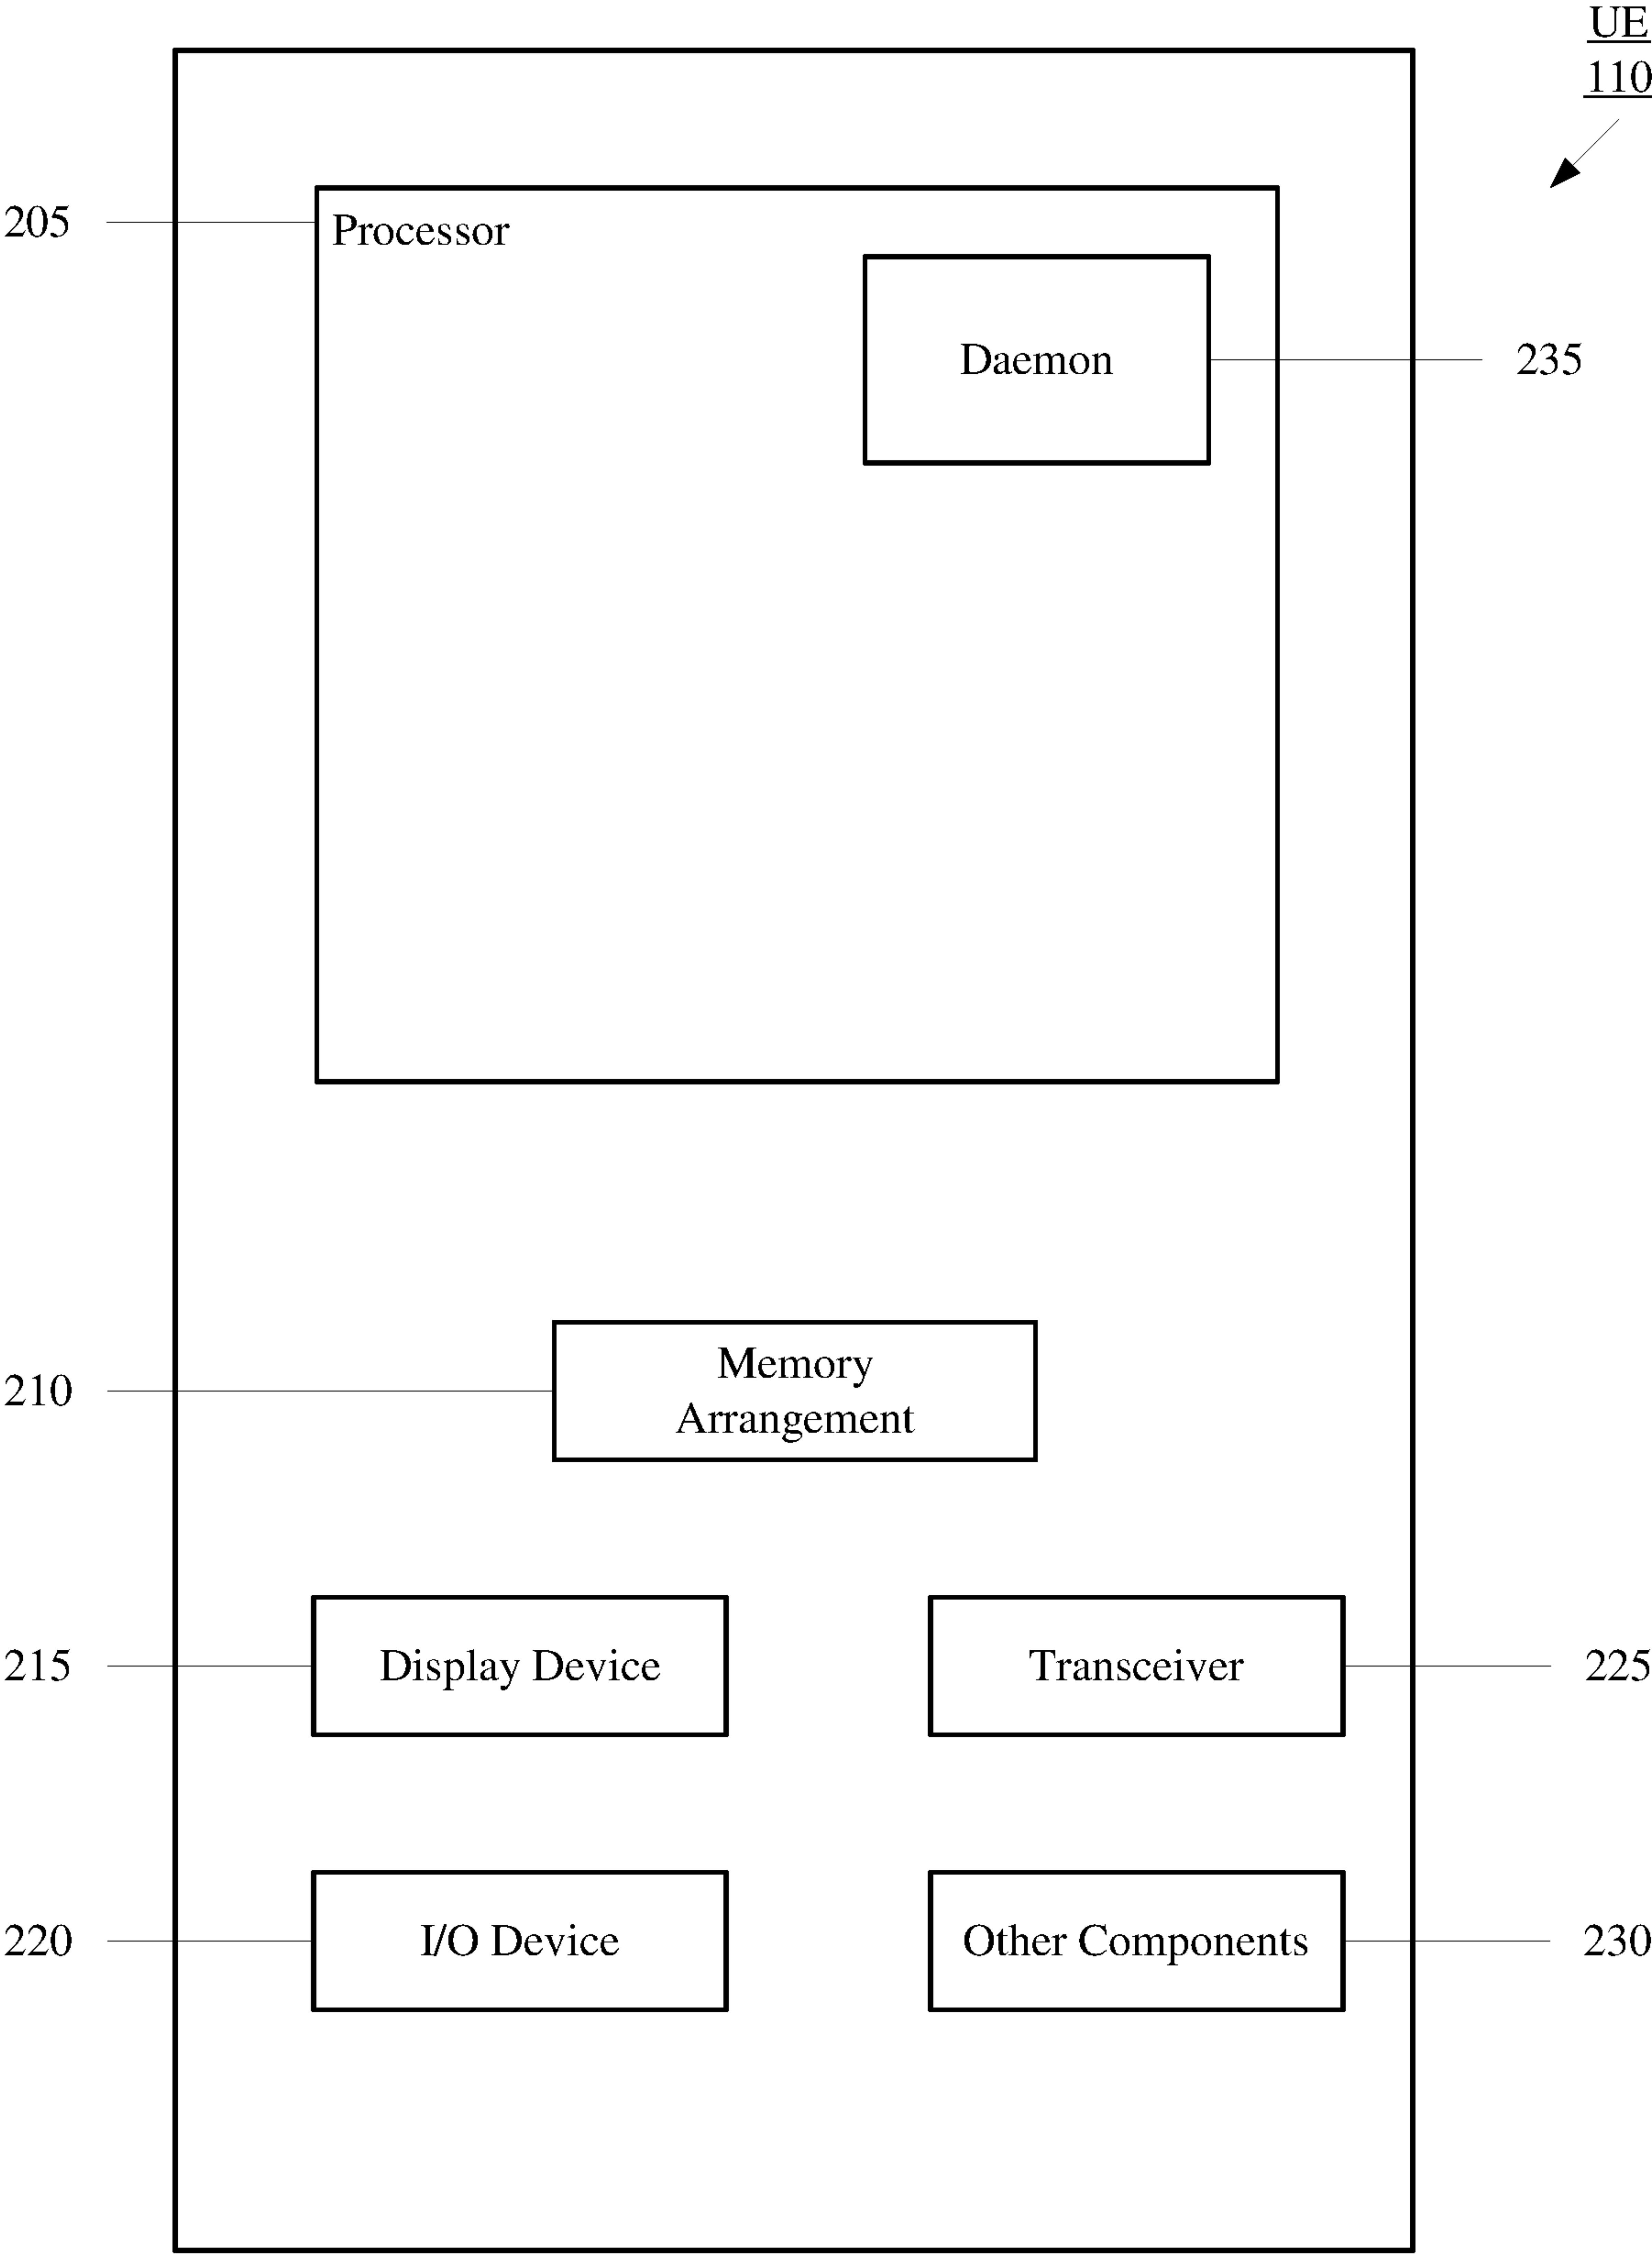 UE
110
205
Processor
Daemon
235
210
Memory
Arrangement
215
Display Device
Transceiver
225
220
I/O Device
Other Components
230